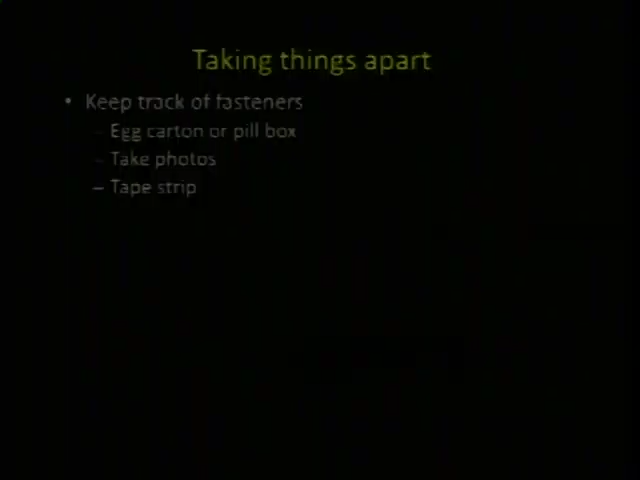 Taking things apart
• Keep track of fasteners
– Egg carton or pill box
– Take photos
– Tape strip